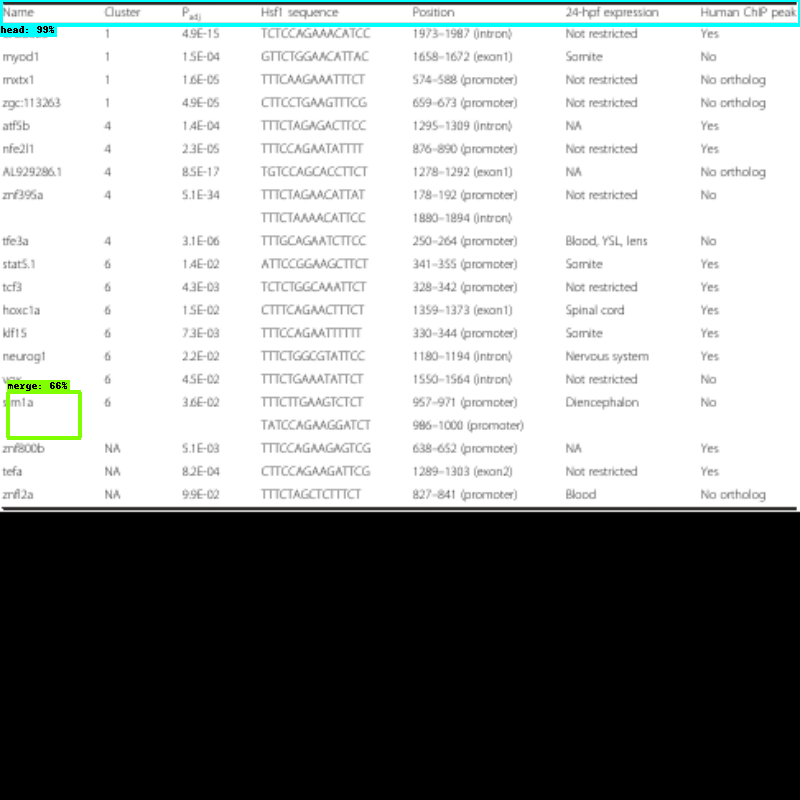 Name Cluster Padj Hsf1 sequence Position 24-hpf expression Human ChIP peak
head: 99%
1 4.9E-15 TCTCCAGAAACATCC 1973–1987 (intron) Not restricted Yes
myod1 1 1.5E-04 GTTCTGGAACATTAC 1658–1672 (exon1) Somite No
mxtx1 1 1.6E-05 TTTCAAGAAATTTCT 574–588 (promoter) Not restricted No ortholog
zgc:113263 1 4.9E-05 CTTCCTGAAGTTTCG 659–673 (promoter) Not restricted No ortholog
atf5b 4 1.4E-04 TTTCTAGAGACTTCC 1295–1309 (intron) NA Yes
nfe2l1 4 2.3E-05 TTTCCAGAATATTTT 876–890 (promoter) Not restricted Yes
AL929286.1 4 8.5E-17 TGTCCAGCACCTTCT 1278–1292 (exon1) NA No ortholog
znf395a 4 5.1E-34 TTTCTAGAACATTAT 178–192 (promoter) Not restricted No
TTTCTAAAACATTCC 1880–1894 (intron)
tfe3a 4 3.1E-06 TTTGCAGAATCTTCC 250–264 (promoter) Blood, YSL, lens No
stat5.1 6 1.4E-02 ATTCCGGAAGCTTCT 341–355 (promoter) Somite Yes
tcf3 6 4.3E-03 TCTCTGGCAAATTCT 328–342 (promoter) Not restricted Yes
hoxc1a 6 1.5E-02 CTTTCAGAACTTTCT 1359–1373 (exon1) Spinal cord Yes
klf15 6 7.3E-03 TTTCCAGAATTTTTT 330–344 (promoter) Somite Yes
neurog1 6 2.2E-02 TTTCTGGCGTATTCC 1180–1194 (intron) Nervous system Yes
6 4.5E-02 TTTCTGAAATATTCT 1550–1564 (intron) Not restricted No
merge: 66%
sim1a 6 3.6E-02 TTTCTTGAAGTCTCT 957–971 (promoter) Diencephalon No
TATCCAGAAGGATCT 986–1000 (promoter)
znf800b NA 5.1E-03 TTTCCAGAAGAGTCG 638–652 (promoter) NA Yes
tefa NA 8.2E-04 CTTCCAGAAGATTCG 1289–1303 (exon2) Not restricted Yes
znfl2a NA 9.9E-02 TTTCTAGCTCTTTCT 827–841 (promoter) Blood No ortholog